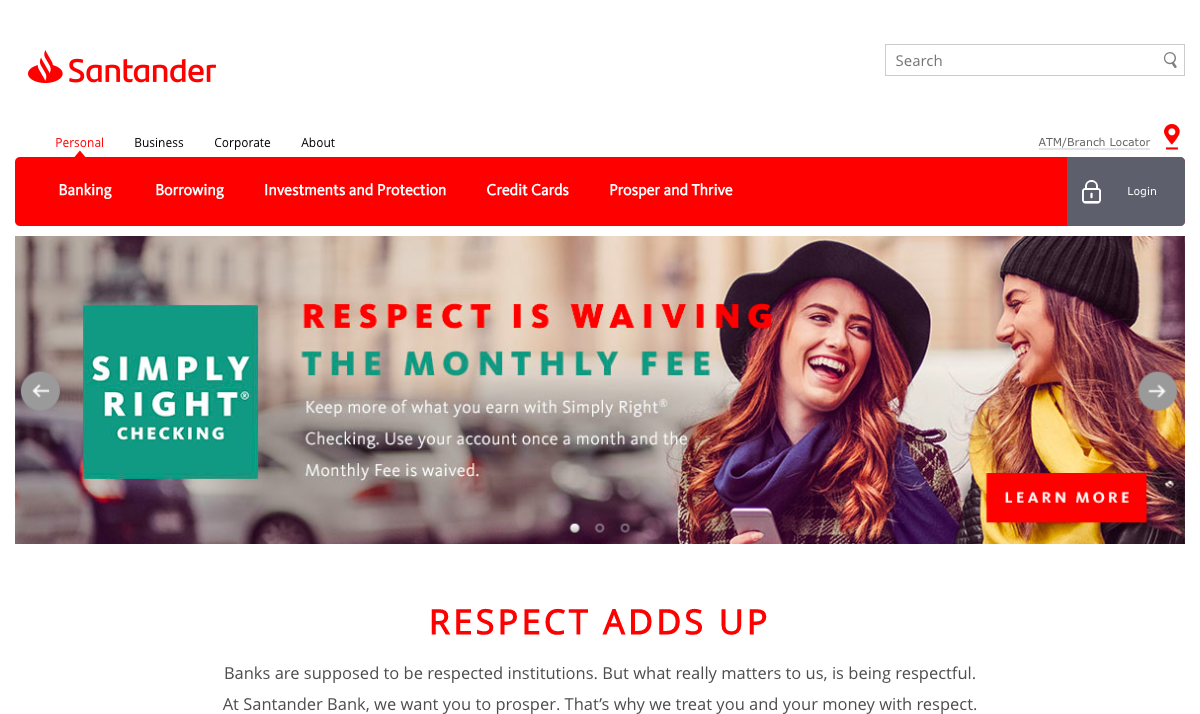 Santander
Search
Personal Business Corporate About
ATM/Branch Locator
Banking Borrowing Investments and Protection Credit Cards Prosper and Thrive
Login
SIMPLY
RIGHT®
CHECKING
RESPECT IS WAIVING
THE MONTHLY FEE
Keep more of what you earn with Simply Right®
Checking. Use your account once a month and the
Monthly Fee is waived.
LEARN MORE
RESPECT ADDS UP
Banks are supposed to be respected institutions. But what really matters to us, is being respectful.
At Santander Bank, we want you to prosper. That’s why we treat you and your money with respect.